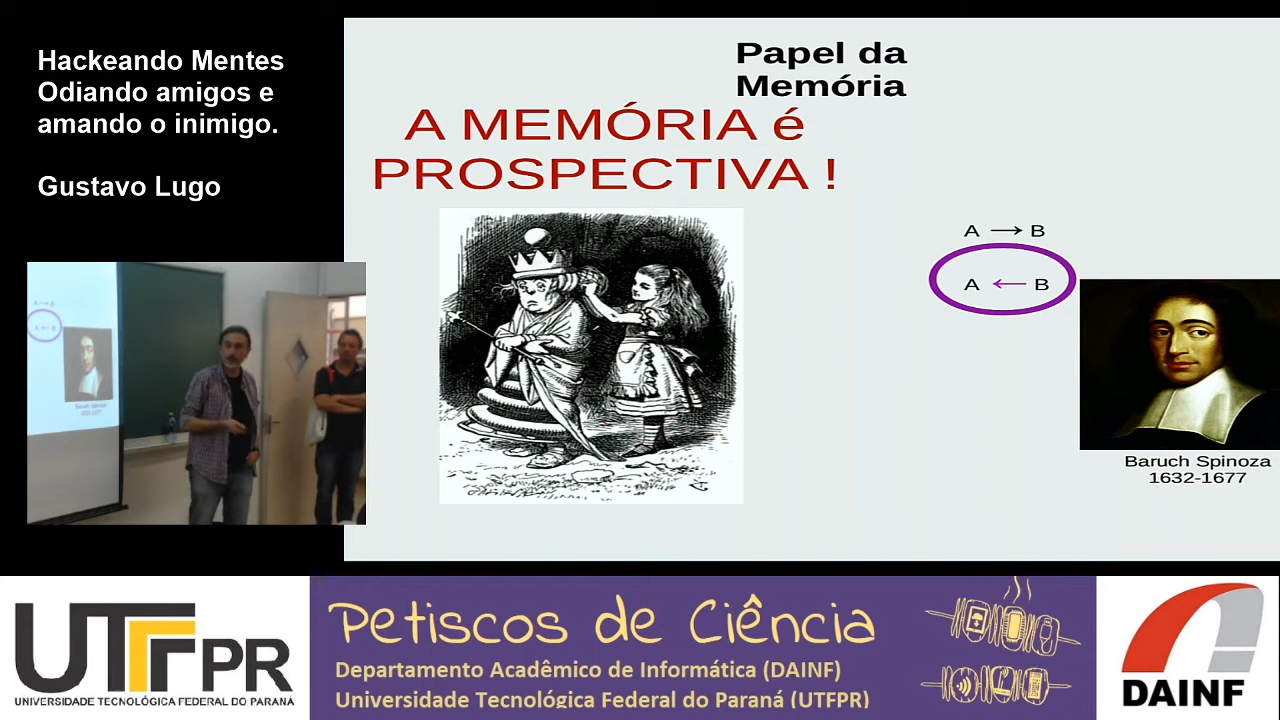 Hackeando Mentes
Odiando amigos e
amando o inimigo.
Gustavo Lugo
Papel da
Memória
A MEMÓRIA é
PROSPECTIVA !
A → B
A ← B
Baruch Spinoza
1632-1677
UTFPR
UNIVERSIDADE TECNOLÓGICA FEDERAL DO PARANÁ
Petiscos de Ciência
Departamento Acadêmico de Informática (DAINF)
Universidade Tecnológica Federal do Paraná (UTFPR)
DAINF